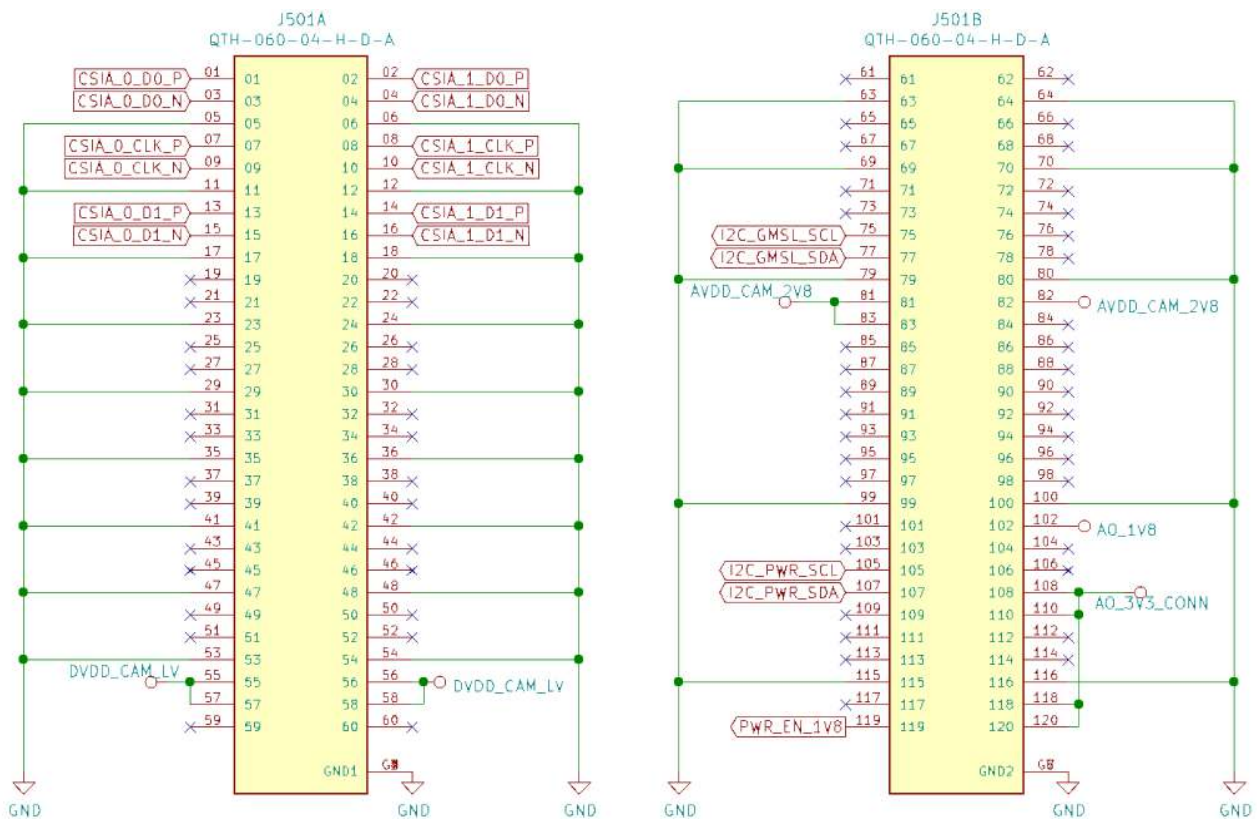 J501A
QTH-060-04-H-D-A
CSIA_0_D0_P 01 01 02 02 CSIA_1_D0_P
CSIA_0_D0_N 03 03 04 04 CSIA_1_D0_N
05 05 06 06
CSIA_0_CLK_P 07 07 08 08 CSIA_1_CLK_P
CSIA_0_CLK_N 09 09 10 10 CSIA_1_CLK_N
11 11 12 12
CSIA_0_D1_P 13 13 14 14 CSIA_1_D1_P
CSIA_0_D1_N 15 15 16 16 CSIA_1_D1_N
17 17 18 18
19 19 20 20
21 21 22 22
23 23 24 24
25 25 26 26
27 27 28 28
29 29 30 30
31 31 32 32
33 33 34 34
35 35 36 36
37 37 38 38
39 39 40 40
41 41 42 42
43 43 44 44
45 45 46 46
47 47 48 48
49 49 50 50
51 51 52 52
53 53 54 54
DVDD_CAM_LV 55 55 56 56 DVDD_CAM_LV
57 57 58 58
59 59 60 60
GND1
GND GND GND
J501B
QTH-060-04-H-D-A
61 61 62 62
63 63 64 64
65 65 66 66
67 67 68 68
69 69 70 70
71 71 72 72
73 73 74 74
I2C_GMSL_SCL 75 75 76 76
I2C_GMSL_SDA 77 77 78 78
79 79 80 80
AVDD_CAM_2V8 81 81 82 82 AVDD_CAM_2V8
83 83 84 84
85 85 86 86
87 87 88 88
89 89 90 90
91 91 92 92
93 93 94 94
95 95 96 96
97 97 98 98
99 99 100 100
101 101 102 102 AO_1V8
103 103 104 104
I2C_PWR_SCL 105 105 106 106
I2C_PWR_SDA 107 107 108 108 AO_3V3_CONN
109 109 110 110
111 111 112 112
113 113 114 114
115 115 116 116
117 117 118 118
PWR_EN_1V8 119 119 120 120
GND2
GND GND GND